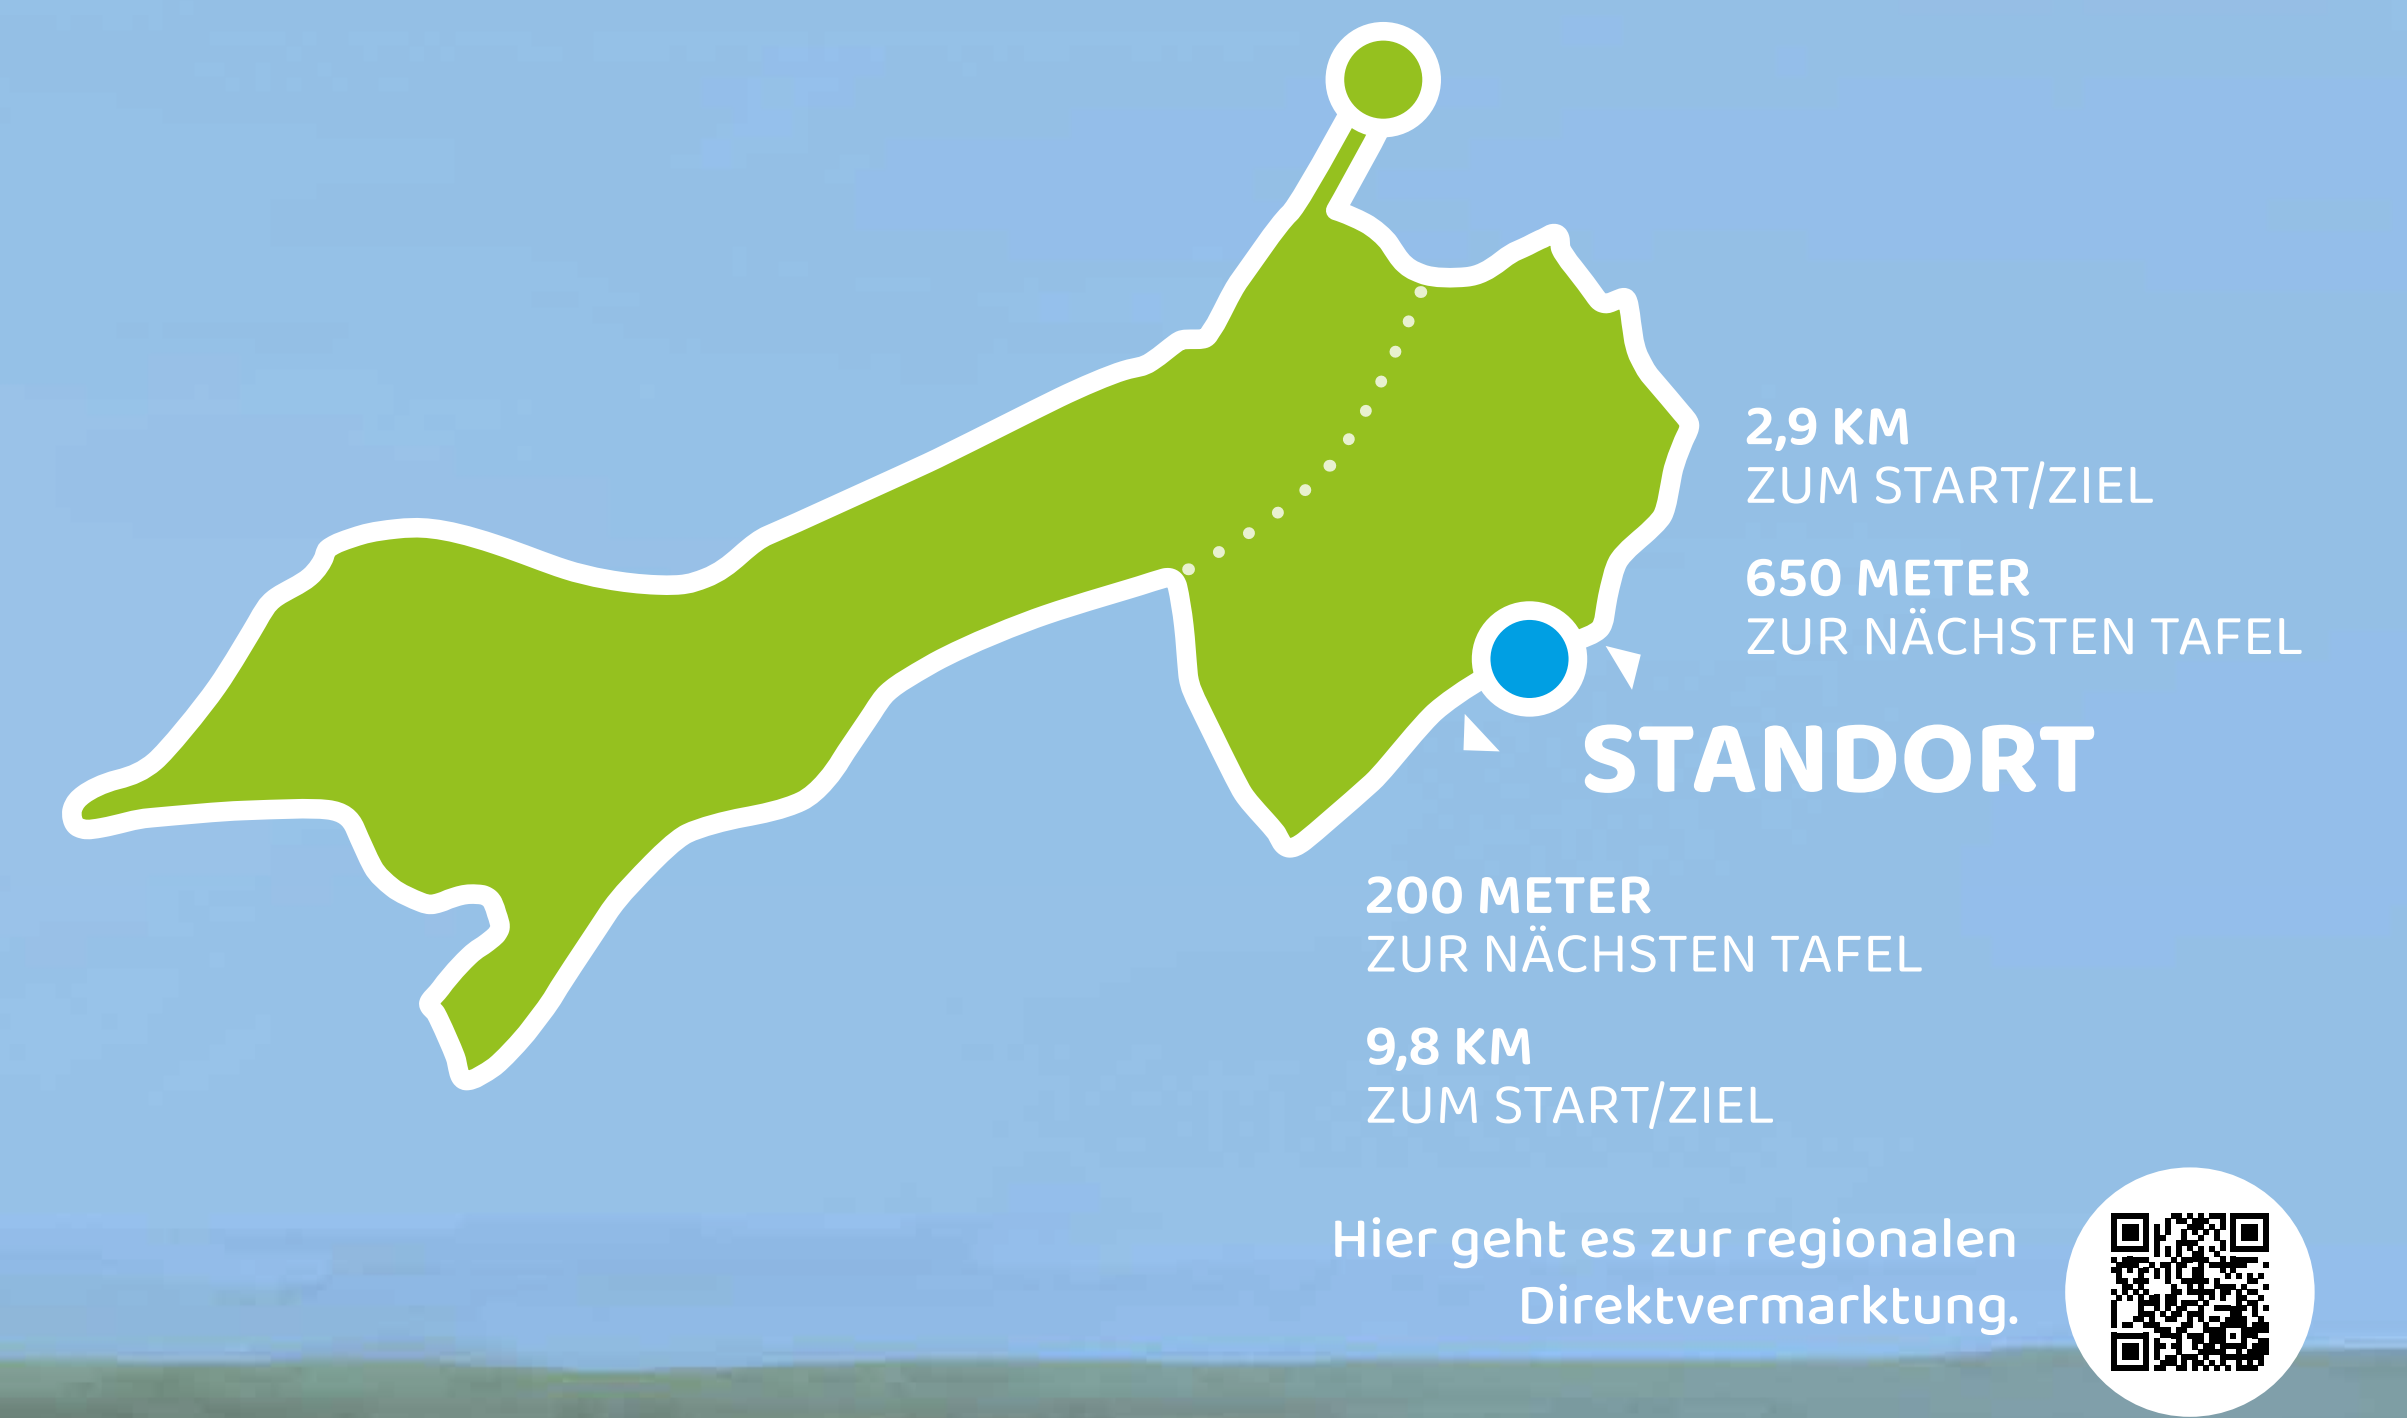 2,9 KM
ZUM START/ZIEL
650 METER
ZUR NÄCHSTEN TAFEL
STANDORT
200 METER
ZUR NÄCHSTEN TAFEL
9,8 KM
ZUM START/ZIEL
Hier geht es zur regionalen
Direktvermarktung.